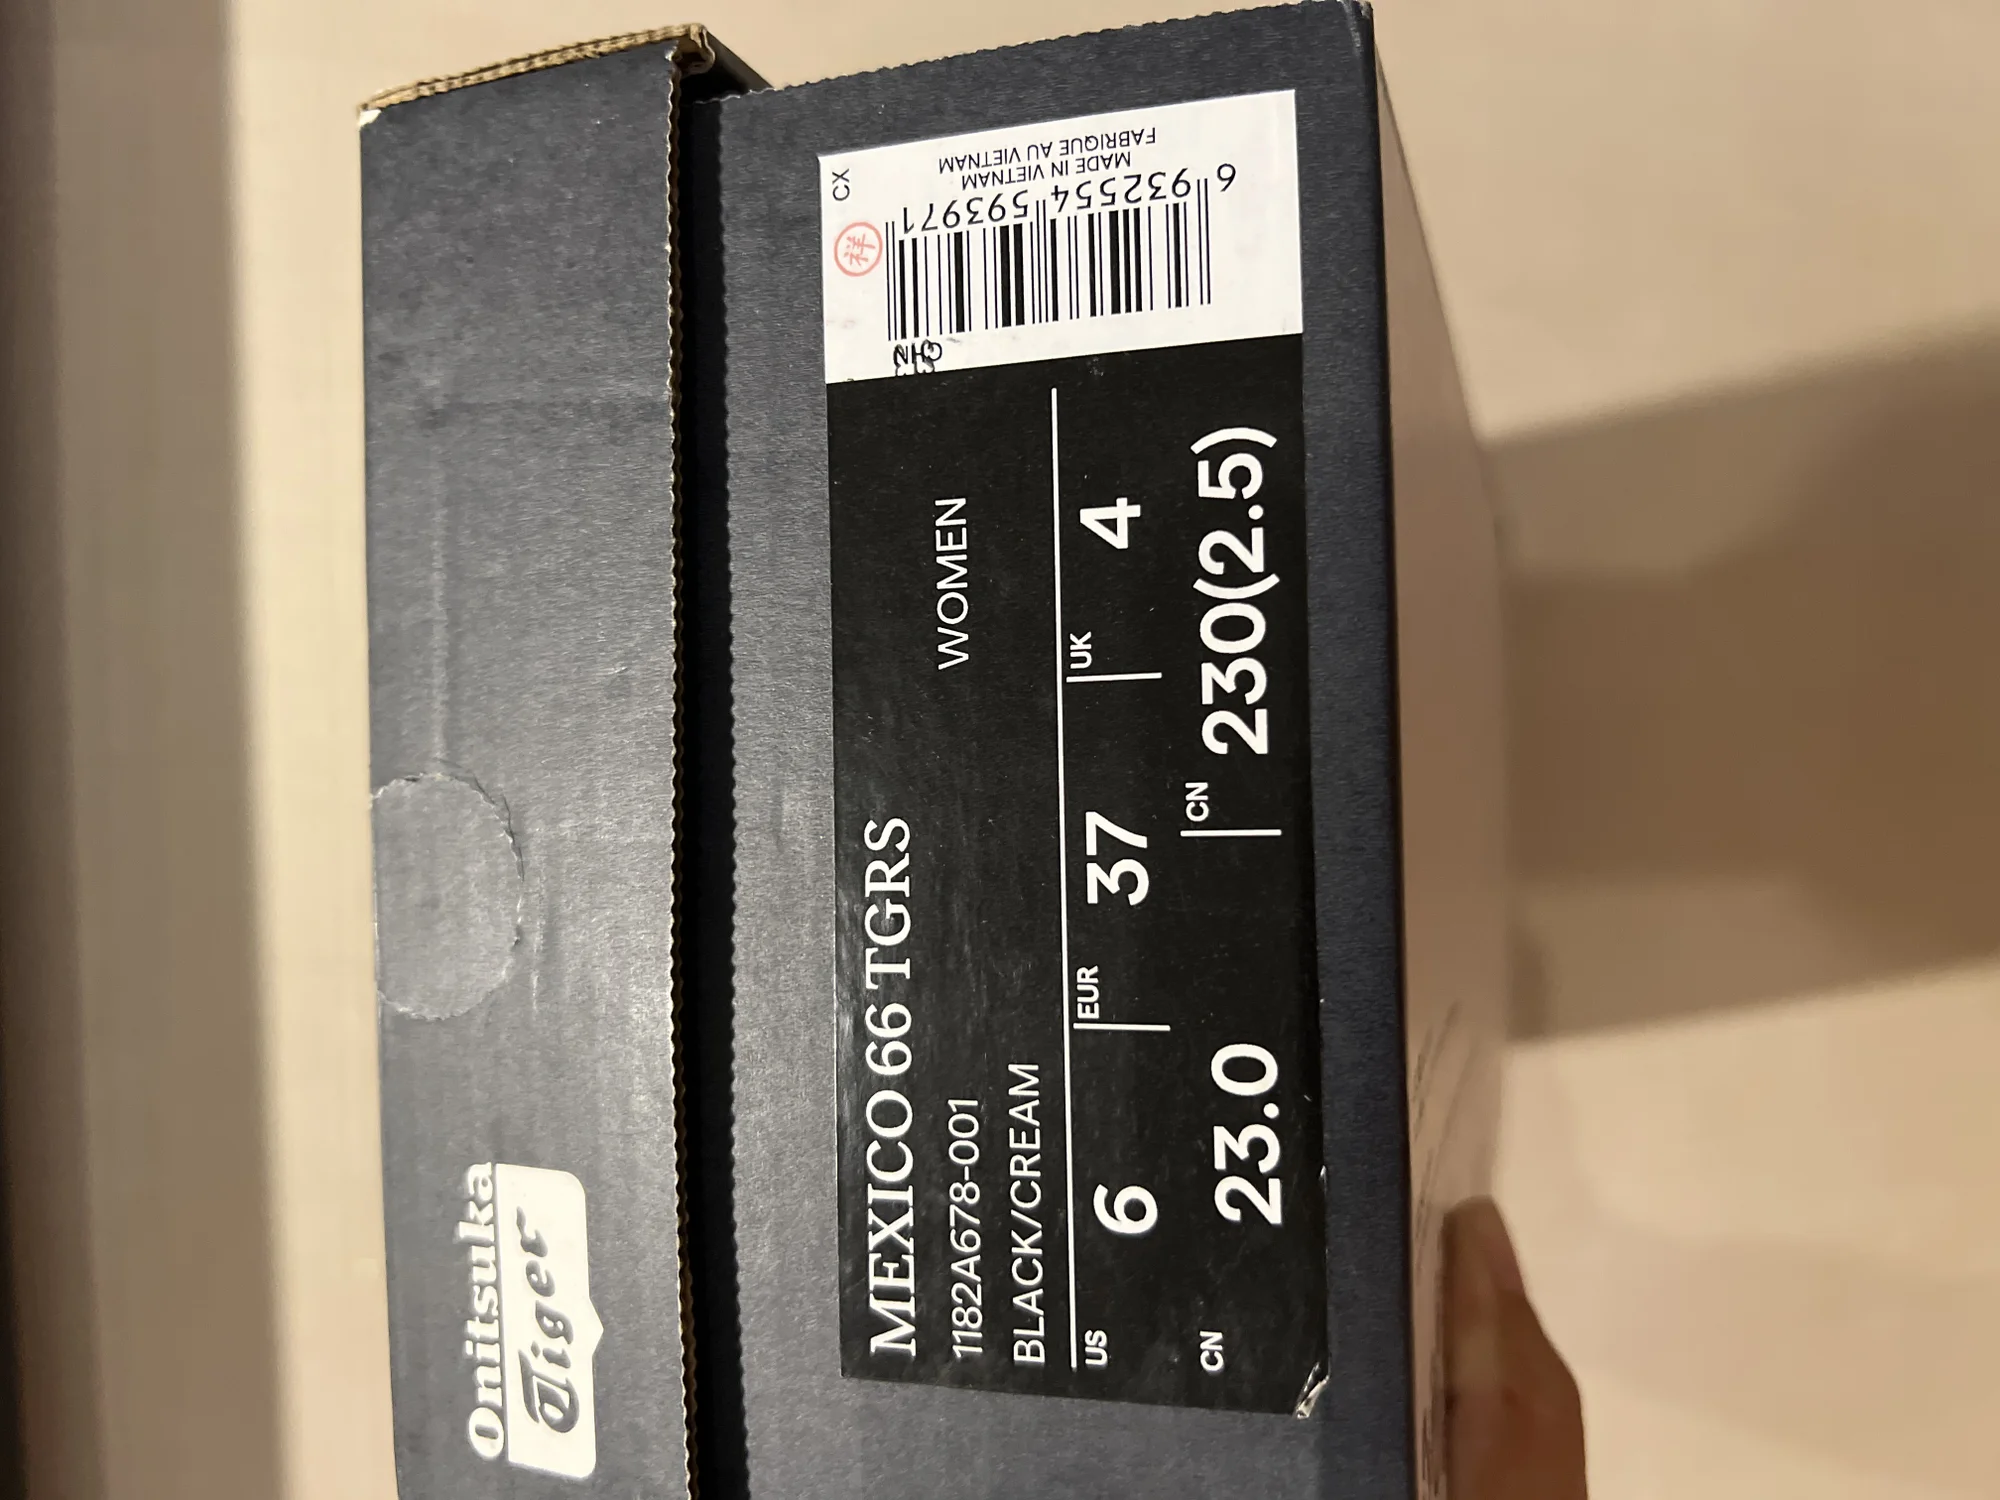 Onitsuka
Tiger
MEXICO 66 TGRS
1182A678-001 WOMEN
BLACK/CREAM
US 6 EUR 37 UK 4
CN 23.0 CN 230(2.5)
CX
祥
6 932554 593971
MADE IN VIETNAM
FABRIQUE AU VIETNAM
CHN